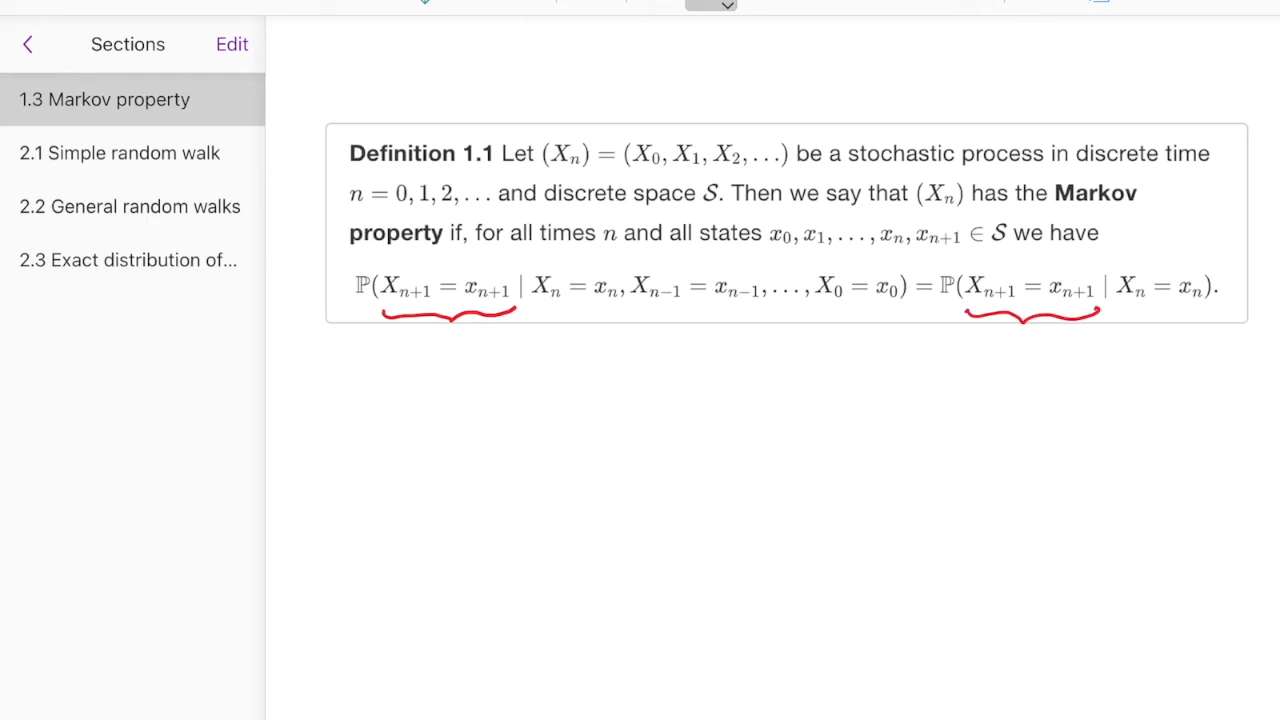 Sections
Edit
1.3 Markov property
2.1 Simple random walk
2.2 General random walks
2.3 Exact distribution of...
Definition 1.1 Let (Xₙ) = (X₀, X₁, X₂, . . .) be a stochastic process in discrete time
n = 0, 1, 2, . . . and discrete space 𝒮. Then we say that (Xₙ) has the Markov
property if, for all times n and all states x₀, x₁, . . . , xₙ, xₙ₊₁ ∈ 𝒮 we have
ℙ(Xₙ₊₁ = xₙ₊₁ | Xₙ = xₙ, Xₙ₋₁ = xₙ₋₁, . . . , X₀ = x₀) = ℙ(Xₙ₊₁ = xₙ₊₁ | Xₙ = xₙ).